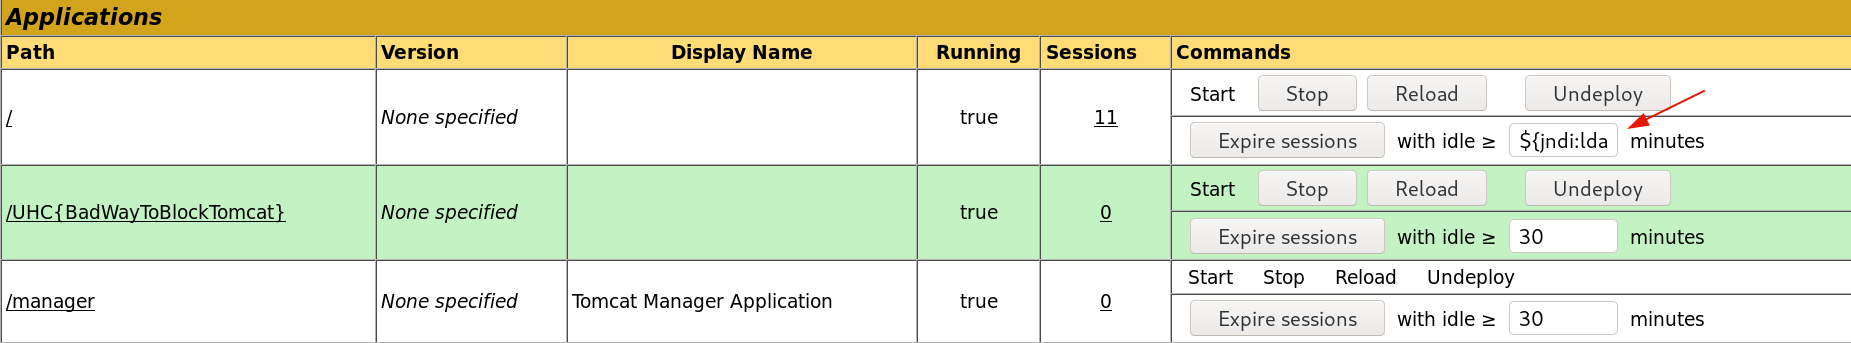 Applications
Path Version Display Name Running Sessions Commands
Start Stop Reload Undeploy
/ None specified true 11
Expire sessions with idle ≥ ${jndi:lda minutes
Start Stop Reload Undeploy
/UHC{BadWayToBlockTomcat} None specified true 0
Expire sessions with idle ≥ 30 minutes
Start Stop Reload Undeploy
/manager None specified Tomcat Manager Application true 0
Expire sessions with idle ≥ 30 minutes